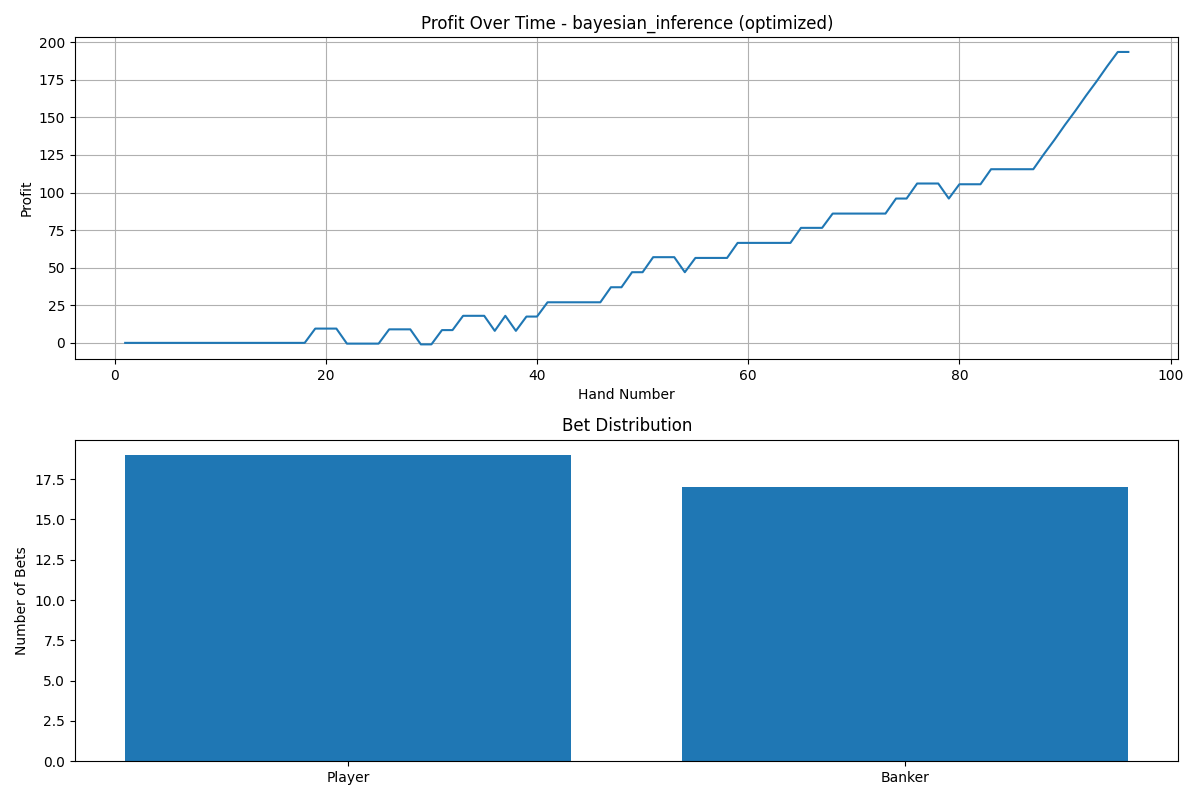 Profit Over Time - bayesian_inference (optimized)
200
175
150
125
100
75
50
25
0
Profit
0 20 40 60 80 100
Hand Number
Bet Distribution
17.5
15.0
12.5
10.0
7.5
5.0
2.5
0.0
Number of Bets
Player Banker